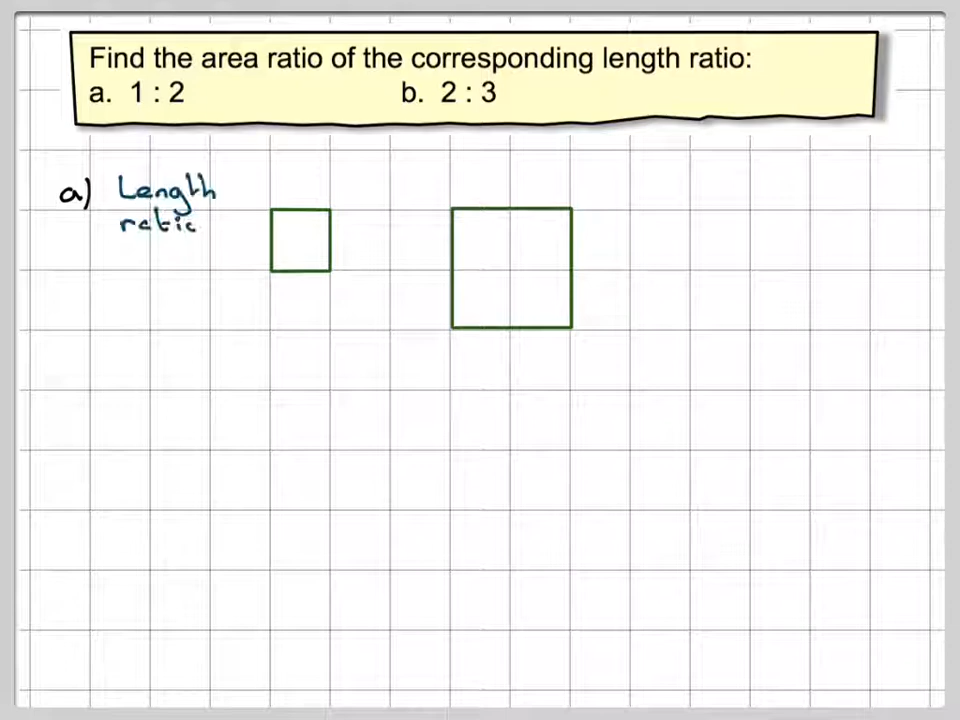 Find the area ratio of the corresponding length ratio:
a. 1 : 2 b. 2 : 3
a) Length
ratio